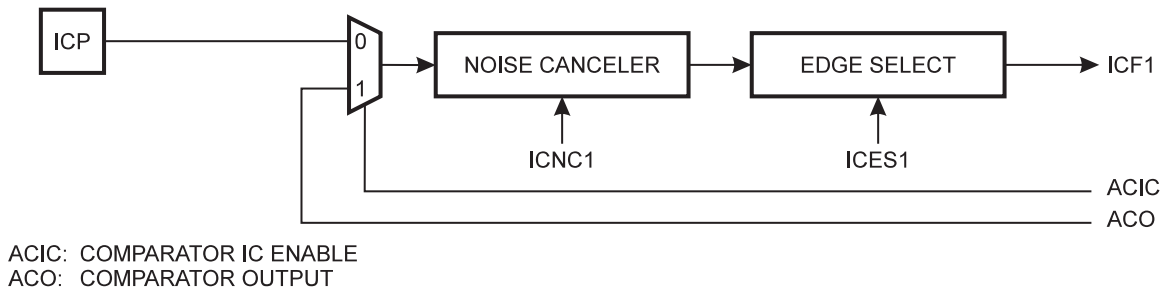 ICP
0
1
NOISE CANCELER
EDGE SELECT
ICF1
ICNC1
ICES1
ACIC
ACO
ACIC: COMPARATOR IC ENABLE
ACO: COMPARATOR OUTPUT